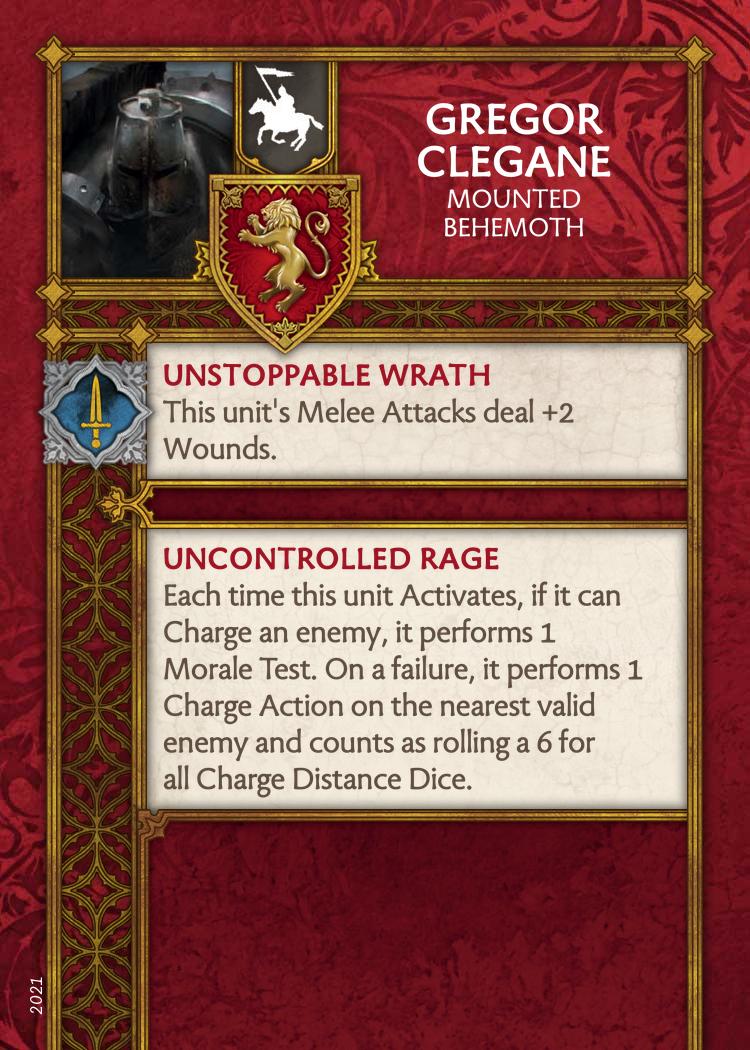 GREGOR
CLEGANE
MOUNTED
BEHEMOTH
UNSTOPPABLE WRATH
This unit's Melee Attacks deal +2
Wounds.
UNCONTROLLED RAGE
Each time this unit Activates, if it can
Charge an enemy, it performs 1
Morale Test. On a failure, it performs 1
Charge Action on the nearest valid
enemy and counts as rolling a 6 for
all Charge Distance Dice.
2021